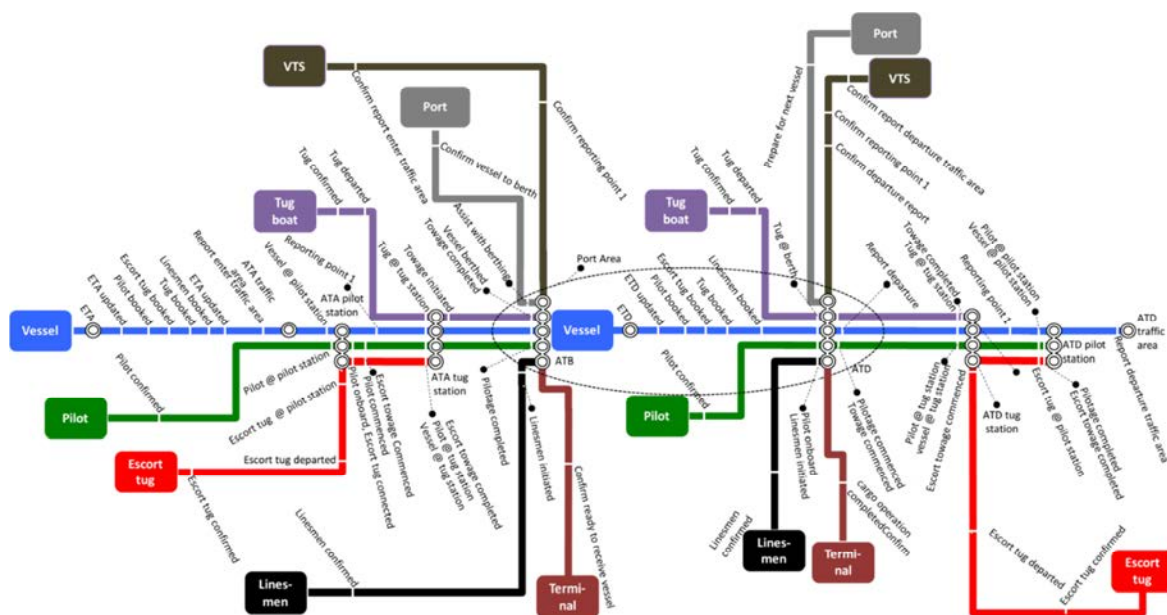 Port
VTS
VTS
Port
Prepare for next vessel
Confirm report departure traffic area
Confirm reporting point 1
Confirm departure report
Confirm report enter traffic area
Confirm reporting point 1
Confirm vessel to berth
Assist with berthing
Vessel berthed
Towage completed
Tug
boat
Tug confirmed
Tug departed
Towage initiated
Tug @ tug station
Reporting point 1
Vessel @ pilot station
ATA pilot
station
ATA traffic
area
Report enter traffic area
Port Area
Tug
boat
Tug confirmed
Tug departed
Tug @ berth
Report departure
Towage completed
Tug @ tug station
Reporting point 1
Pilot @ pilot station
Vessel @ pilot station
Vessel
ETA
ETA updated
Pilot booked
Escort tug booked
Tug booked
Linesmen booked
ETA updated
Vessel
ETD
ETD updated
Pilot booked
Escort tug booked
Tug booked
Linesmen booked
ATD
traffic
area
ATD pilot
station
Report departure traffic area
ATB
ATD
ATA tug
station
ATD tug
station
Pilot
Pilot confirmed
Pilot @ pilot station
Escort tug @ pilot station
Pilot onboard, Escort tug connected
Pilot commenced
Escort towage Commenced
Vessel @ tug station
Pilot @ tug station
Escort towage completed
Pilotage completed
Linesmen initiated
Confirm ready to receive vessel
Escort
tug
Escort tug departed
Escort tug confirmed
Lines-
men
Linesmen confirmed
Termi-
nal
Pilot
Pilot confirmed
Lines-
men
Linesmen
confirmed
Linesmen initiated
Pilot onboard
Towage commenced
Pilotage commenced
cargo operation
completedConfirm
Termi-
nal
Pilot @ tug station
vessel @ tug station
Escort towage commenced
Escort tug @ pilot station
Escort towage completed
Pilotage completed
Escort tug departed
Escort tug confirmed
Escort
tug